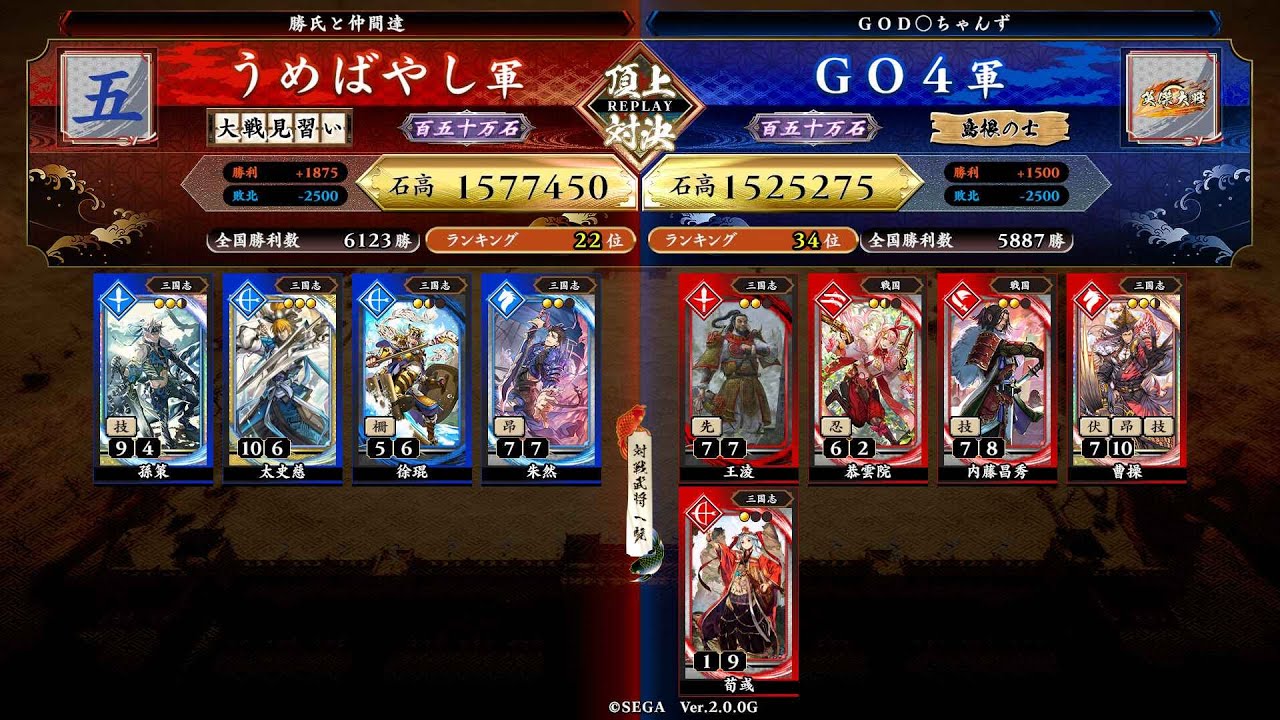 勝氏と仲間達
GOD〇ちゃんず
五
うめばやし軍
頂上
REPLAY
対決
GO4軍
英傑大戦
大戦見習い
百五十万石
百五十万石
島根の士
勝利 +1875
敗北 -2500
石高 1577450
石高 1525275
勝利 +1500
敗北 -2500
全国勝利数 6123勝
ランキング 22位
ランキング 34位
全国勝利数 5887勝
三国志
技
9 4
孫策
三国志
10 6
太史慈
三国志
柵
5 6
徐琨
三国志
昂
7 7
朱然
対戦武将一覧
三国志
先
7 7
王淩
戦国
忍
6 2
恭雲院
戦国
技
7 8
内藤昌秀
三国志
伏 昂 技
7 10
曹操
三国志
1 9
荀彧
©SEGA Ver.2.0.0G